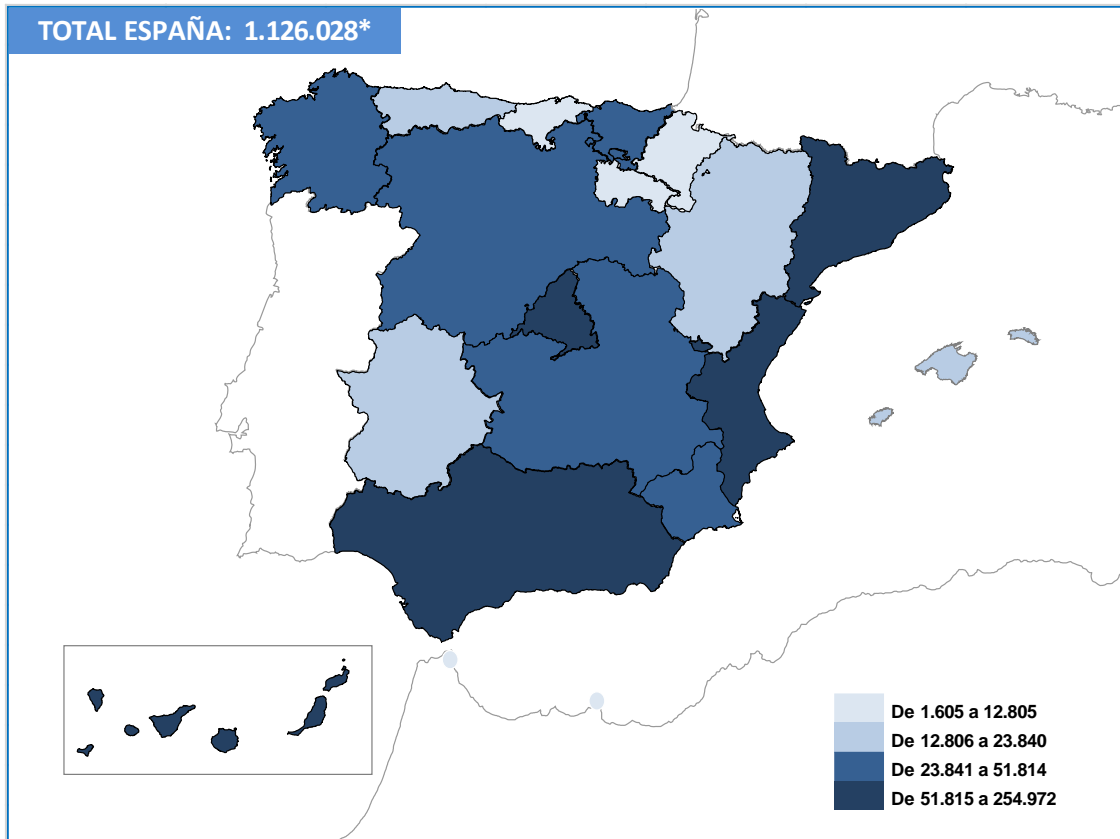 TOTAL ESPAÑA: 1.126.028*
De 1.605 a 12.805
De 12.806 a 23.840
De 23.841 a 51.814
De 51.815 a 254.972